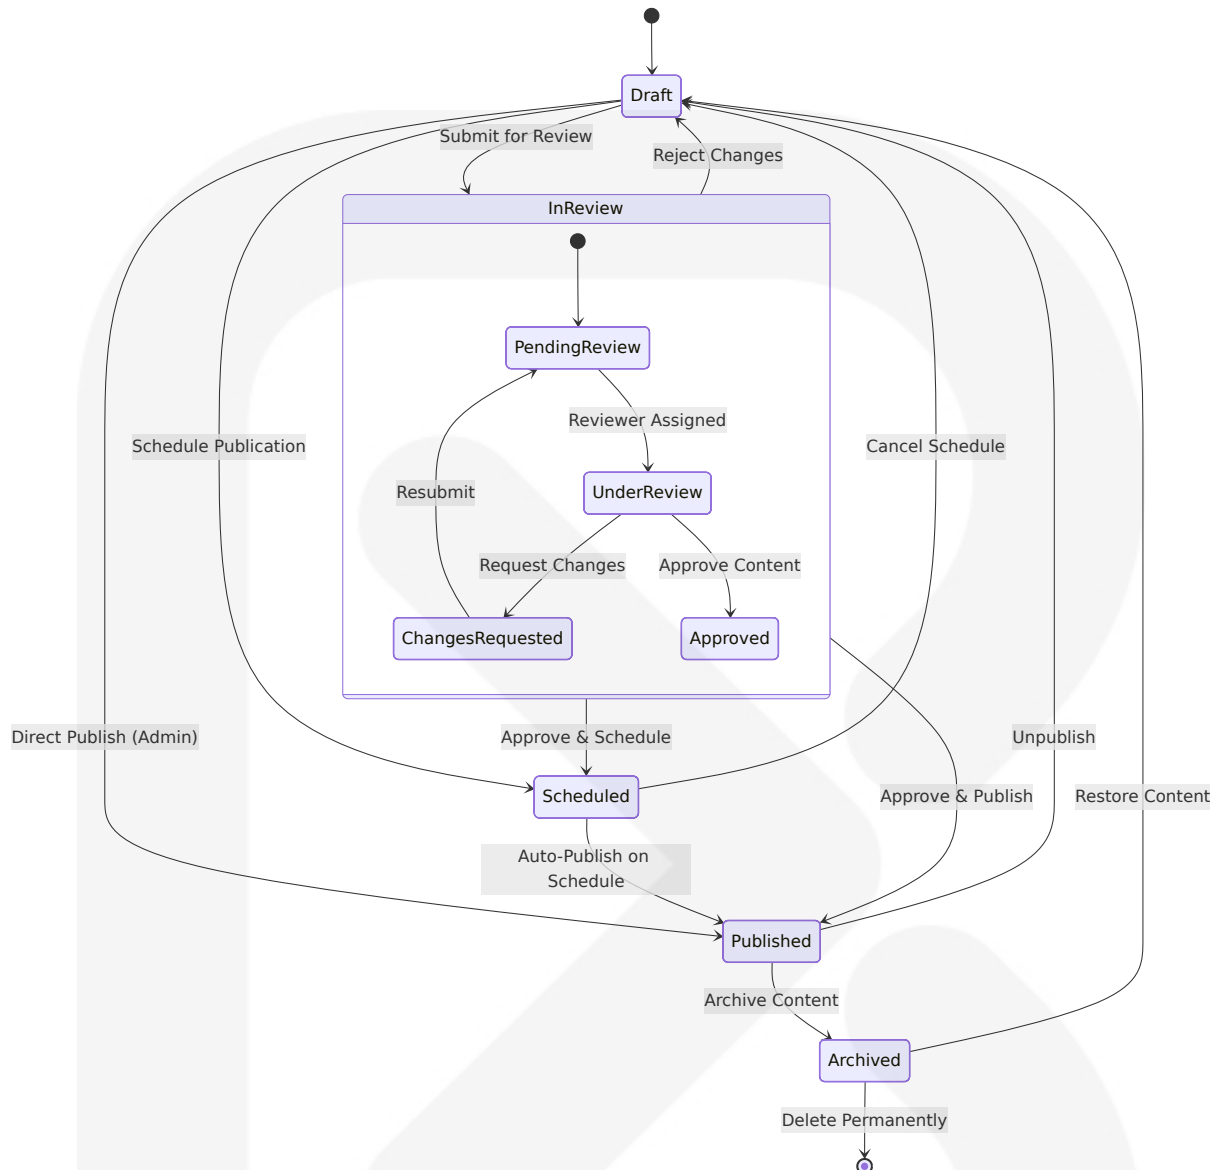 Draft
Submit for Review
Reject Changes
InReview
PendingReview
Reviewer Assigned
Schedule Publication
Cancel Schedule
Resubmit
UnderReview
Request Changes
Approve Content
ChangesRequested
Approved
Direct Publish (Admin)
Approve & Schedule
Unpublish
Scheduled
Approve & Publish
Restore Content
Auto-Publish on
Schedule
Published
Archive Content
Archived
Delete Permanently